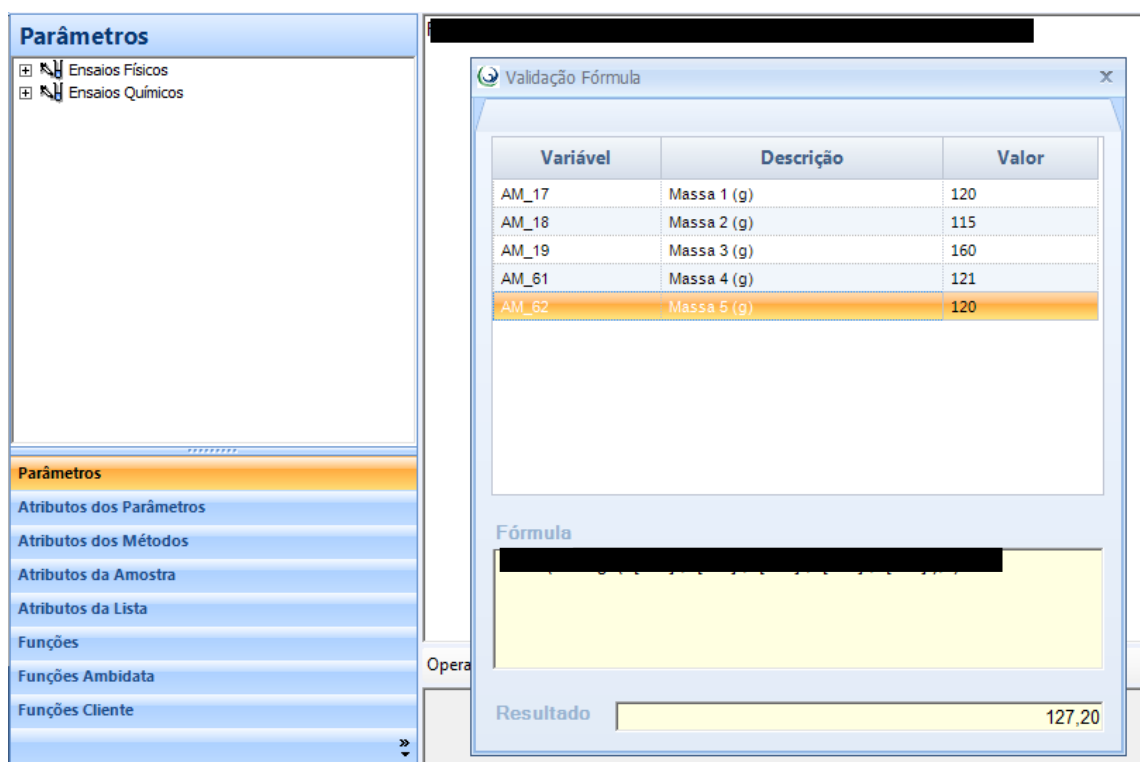 Parâmetros
Ensaios Físicos
Ensaios Químicos
Parâmetros
Atributos dos Parâmetros
Atributos dos Métodos
Atributos da Amostra
Atributos da Lista
Funções
Funções Ambidata
Funções Cliente
Validação Fórmula
Variável Descrição Valor
AM_17 Massa 1 (g) 120
AM_18 Massa 2 (g) 115
AM_19 Massa 3 (g) 160
AM_61 Massa 4 (g) 121
AM_62 Massa 5 (g) 120
Fórmula
Resultado 127,20
Opera